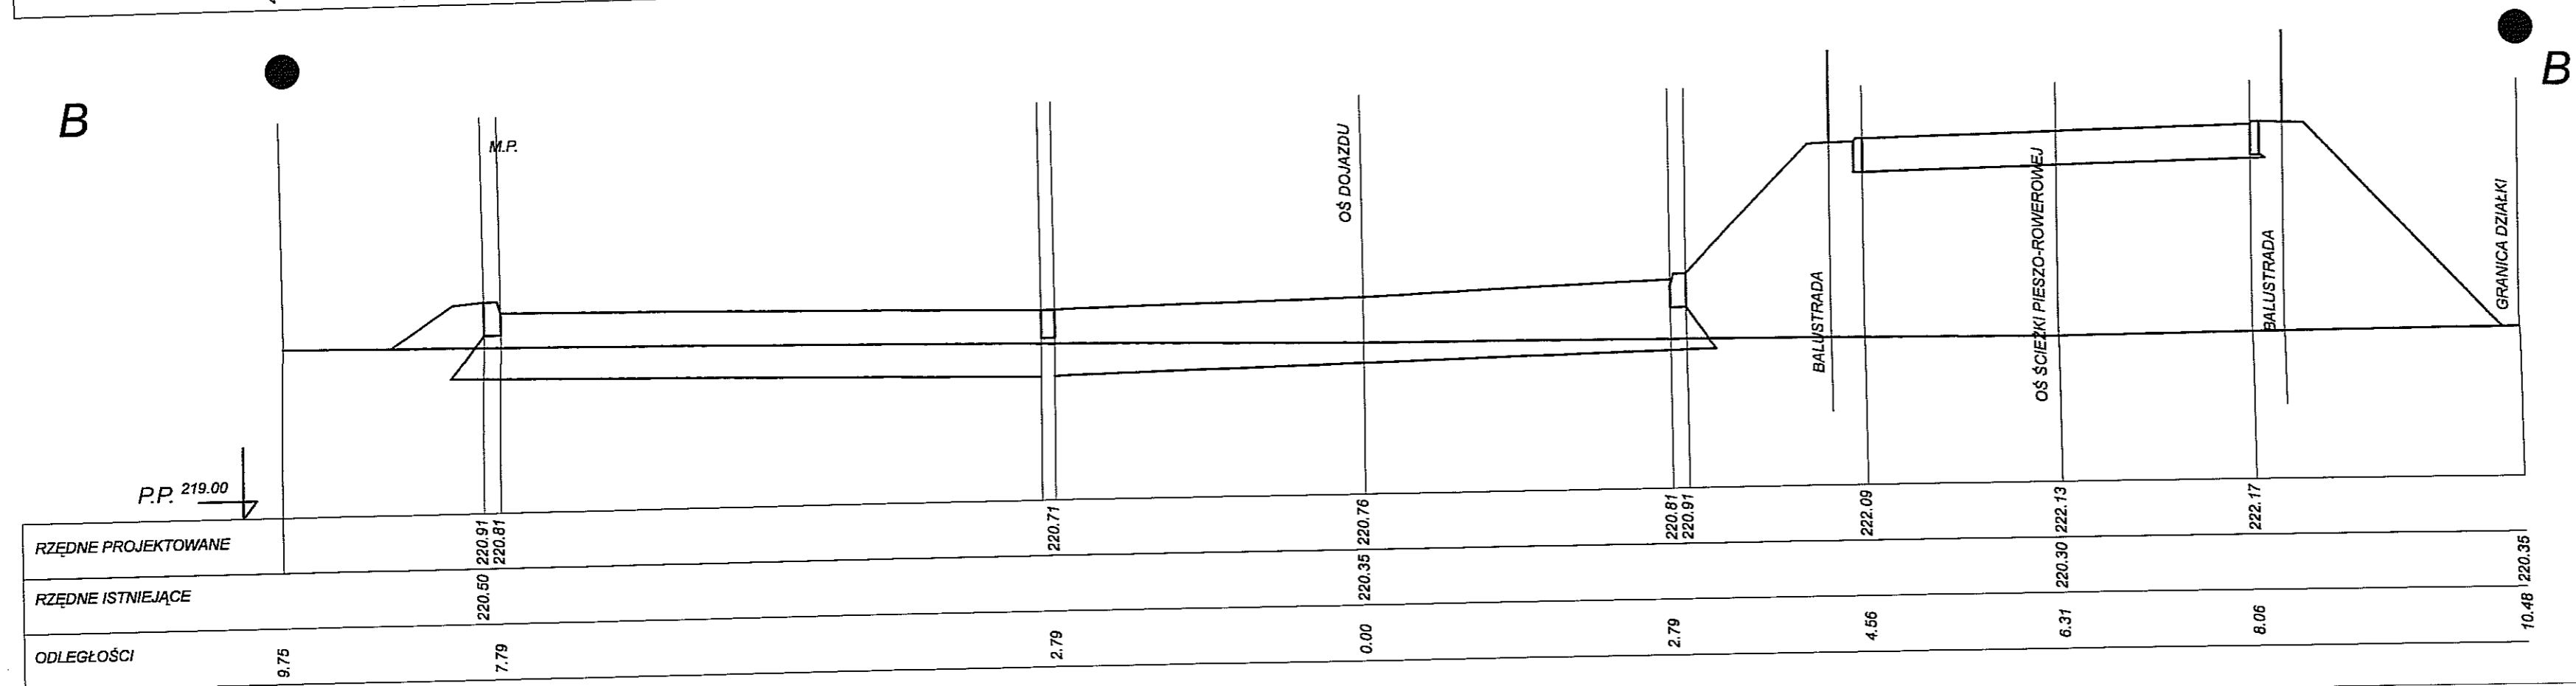 B
B
M.P.
OŚ DOJAZDU
BALUSTRADA
OŚ ŚCIEŻKI PIESZO-ROWEROWEJ
BALUSTRADA
GRANICA DZIAŁKI
P.P. 219.00
RZĘDNE PROJEKTOWANE 220.91 220.81 220.71 220.76 220.81 220.91 222.09 222.13 222.17
RZĘDNE ISTNIEJĄCE 220.50 220.35 220.30 220.35
ODLEGŁOŚCI 9.75 7.79 2.79 0.00 2.79 4.56 6.31 8.06 10.48